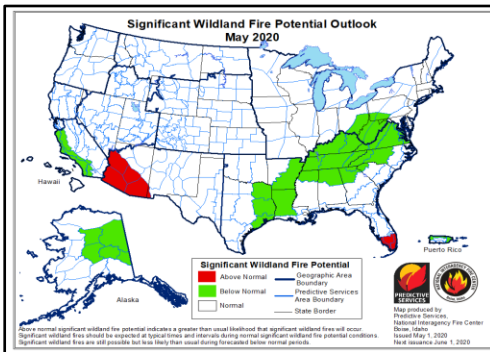 Significant Wildland Fire Potential Outlook
May 2020
Hawaii
Alaska
Puerto Rico
Significant Wildland Fire Potential
Above Normal
Below Normal
Normal
Geographic Area
Boundary
Predictive Services
Area Boundary
State Border
PREDICTIVE
SERVICES
Map produced by
Predictive Services,
National Interagency Fire Center
Boise, Idaho
Issued May 1, 2020
Next issuance June 1, 2020
Above normal significant wildland fire potential indicates a greater than usual likelihood that significant wildland fires will occur.
Significant wildland fires should be expected at typical times and intervals during normal significant wildland fire potential conditions.
Significant wildland fires are still possible but less likely than usual during forecasted below normal periods.